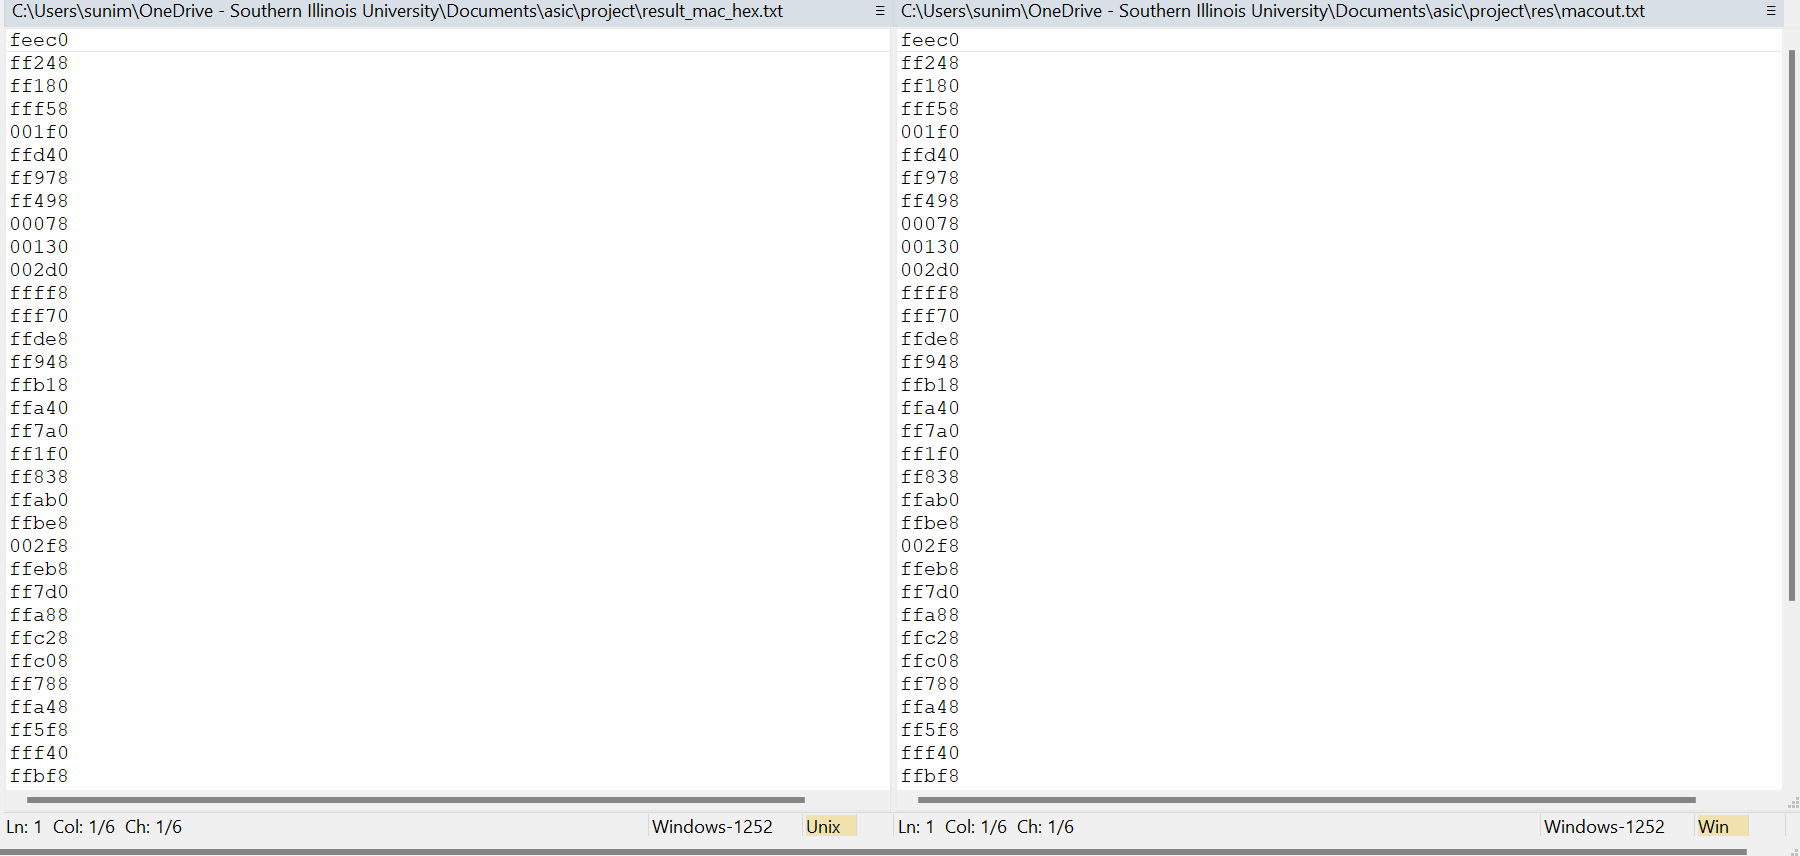 C:\Users\sunim\OneDrive - Southern Illinois University\Documents\asic\project\result_mac_hex.txt
feec0
ff248
ff180
fff58
001f0
ffd40
ff978
ff498
00078
00130
002d0
ffff8
fff70
ffde8
ff948
ffb18
ffa40
ff7a0
ff1f0
ff838
ffab0
ffbe8
002f8
ffeb8
ff7d0
ffa88
ffc28
ffc08
ff788
ffa48
ff5f8
fff40
ffbf8
Ln: 1 Col: 1/6 Ch: 1/6 Windows-1252 Unix
C:\Users\sunim\OneDrive - Southern Illinois University\Documents\asic\project\res\macout.txt
feec0
ff248
ff180
fff58
001f0
ffd40
ff978
ff498
00078
00130
002d0
ffff8
fff70
ffde8
ff948
ffb18
ffa40
ff7a0
ff1f0
ff838
ffab0
ffbe8
002f8
ffeb8
ff7d0
ffa88
ffc28
ffc08
ff788
ffa48
ff5f8
fff40
ffbf8
Ln: 1 Col: 1/6 Ch: 1/6 Windows-1252 Win